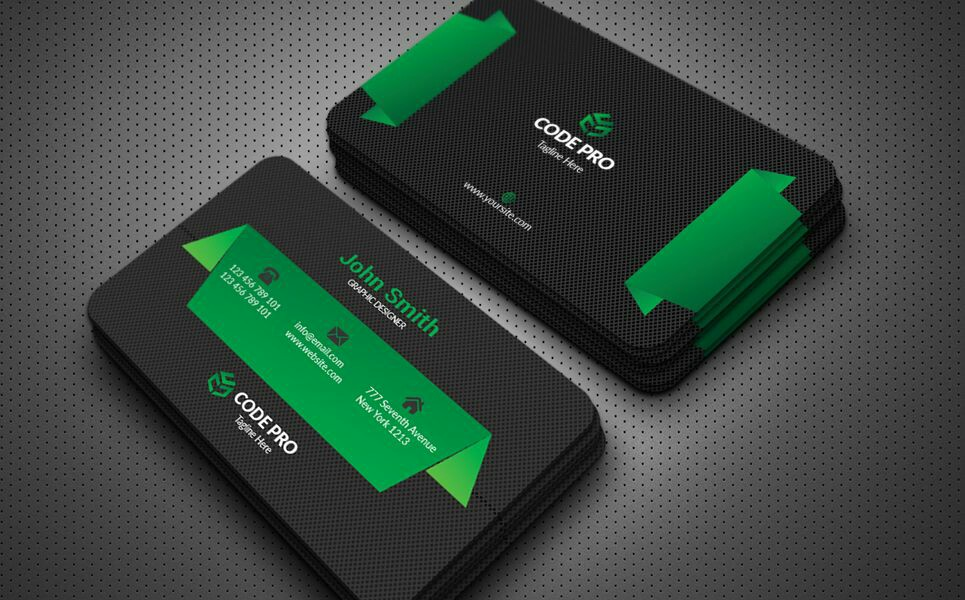 CODE PRO
Tagline Here
www.yoursite.com
John Smith
GRAPHIC DESIGNER
123 456 789 101
123 456 789 101
info@email.com
www.website.com
777 Seventh Avenue
New York 1213
CODE PRO
Tagline Here